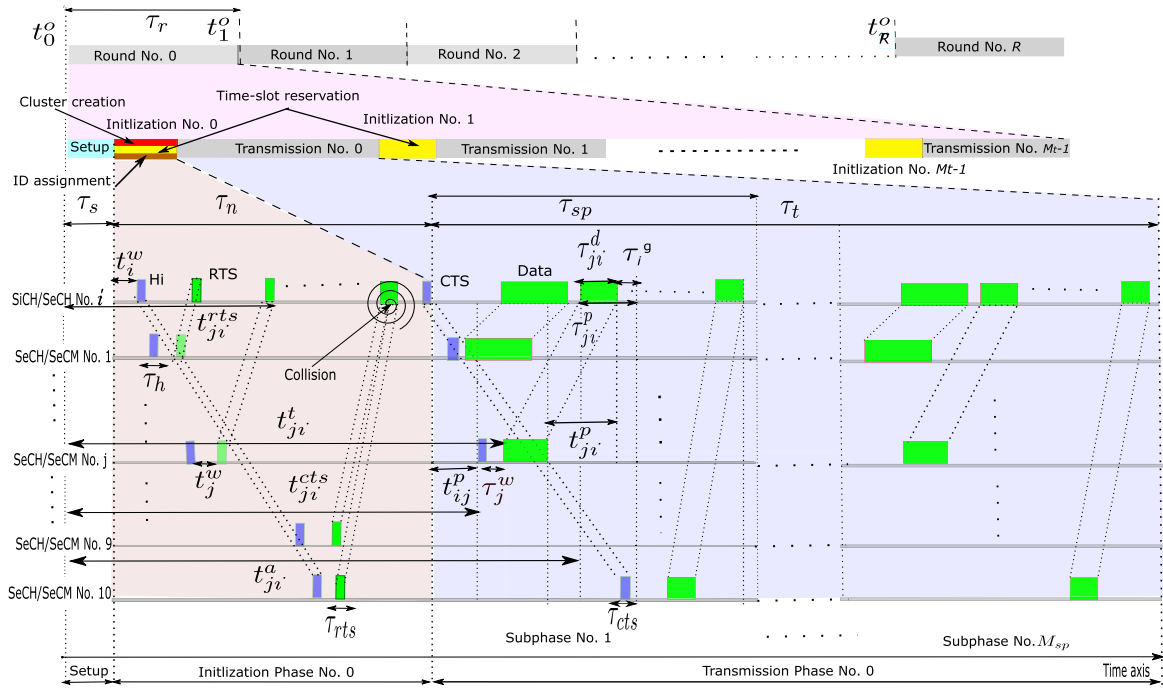 τ_r
t_0^o
t_1^o
t_ℛ^o
Round No. 0
Round No. 1
Round No. 2
Round No. R
Cluster creation
Time-slot reservation
Initlization No. 0
Initlization No. 1
Setup
Transmission No. 0
Transmission No. 1
Transmission No. Mt-1
Initlization No. Mt-1
ID assignment
τ_s
τ_n
τ_sp
τ_t
t_i^w
Hi
RTS
CTS
Data
τ_ji^d
τ_i^g
SiCH/SeCH No. i
t_ji^rts
τ_ji^p
SeCH/SeCM No. 1
τ_h
Collision
t_ji^t
t_ji^p
SeCH/SeCM No. j
t_j^w
t_ji^cts
t_ij^p
τ_j^w
SeCH/SeCM No. 9
t_ji^a
SeCH/SeCM No. 10
τ_rts
τ_cts
Subphase No. 1
Subphase No. M_sp
Setup
Initlization Phase No. 0
Transmission Phase No. 0
Time axis